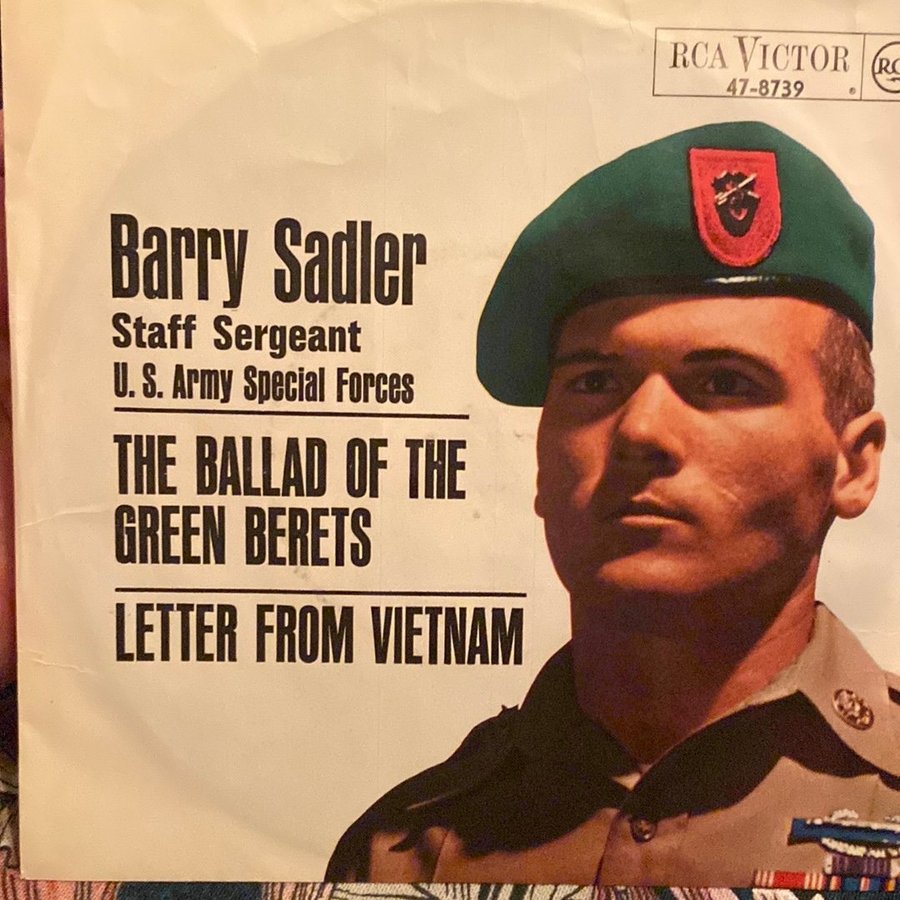 RCA VICTOR
47-8739
Barry Sadler
Staff Sergeant
U. S. Army Special Forces
THE BALLAD OF THE
GREEN BERETS
LETTER FROM VIETNAM